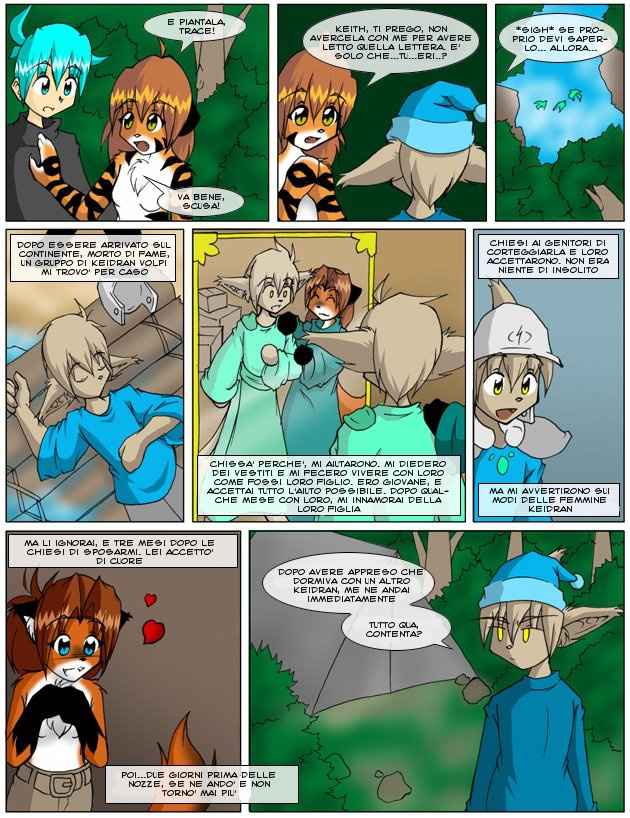 E PIANTALA,
TRACE!
VA BENE,
SCUSA!
KEITH, TI PREGO, NON
AVERCELA CON ME PER AVERE
LETTO QUELLA LETTERA. E'
SOLO CHE...TU...ERI..?
*SIGH* SE PRO-
PRIO DEVI SAPER-
LO... ALLORA...
DOPO ESSERE ARRIVATO SUL
CONTINENTE, MORTO DI FAME,
UN GRUPPO DI KEIDRAN VOLPI
MI TROVO' PER CASO
CHISSA' PERCHE', MI AIUTARONO. MI DIEDERO
DEI VESTITI E MI FECERO VIVERE CON LORO
COME FOSSI LORO FIGLIO. ERO GIOVANE, E
ACCETTAI TUTTO L'AIUTO POSSIBILE. DOPO QUAL-
CHE MESE CON LORO, MI INNAMORAI DELLA
LORO FIGLIA
CHIESI AI GENITORI DI
CORTEGGIARLA E LORO
ACCETTARONO. NON ERA
NIENTE DI INSOLITO
MA MI AVVERTIRONO SUI
MODI DELLE FEMMINE
KEIDRAN
MA LI IGNORAI, E TRE MESI DOPO LE
CHIESI DI SPOSARMI. LEI ACCETTO'
DI CUORE
POI...DUE GIORNI PRIMA DELLE
NOZZE, SE NE ANDO' E NON
TORNO' MAI PIU'
DOPO AVERE APPRESO CHE
DORMIVA CON UN ALTRO
KEIDRAN, ME NE ANDAI
IMMEDIATAMENTE
TUTTO QUA,
CONTENTA?